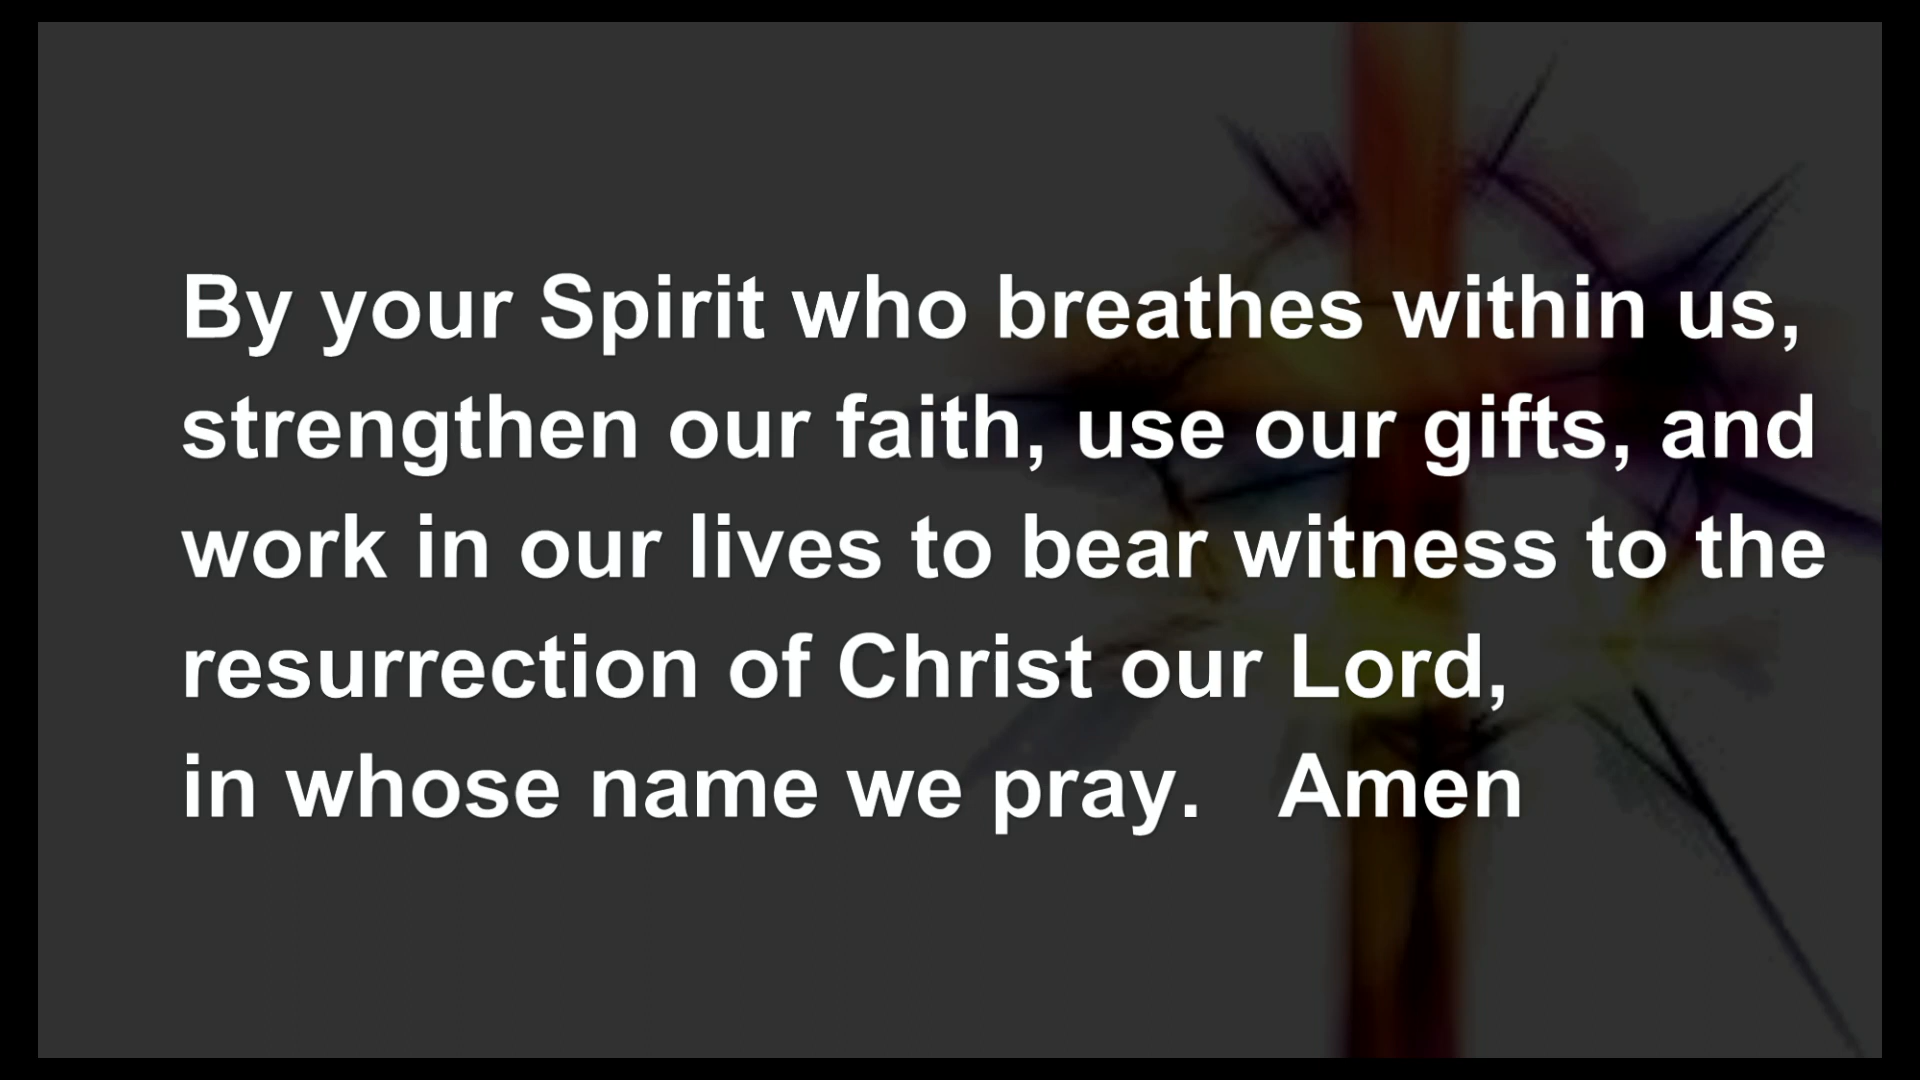 By your Spirit who breathes within us,
strengthen our faith, use our gifts, and
work in our lives to bear witness to the
resurrection of Christ our Lord,
in whose name we pray.   Amen